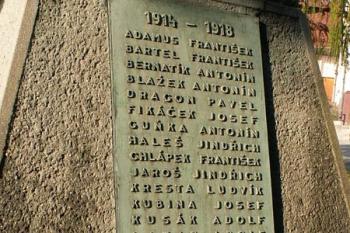 1914 - 1918
ADAMUS FRANTIŠEK
BARTEL FRANTIŠEK
BERNATÍK ANTONÍN
BLAŽEK ANTONÍN
DRAGON PAVEL
FIKÁČEK JOSEF
GUŇKA ANTONÍN
HALEŠ JINDŘICH
CHLÁPEK FRANTIŠEK
JAROŠ JINDŘICH
KRESTA LUDVÍK
KUBINA JOSEF
KUSÁK ADOLF